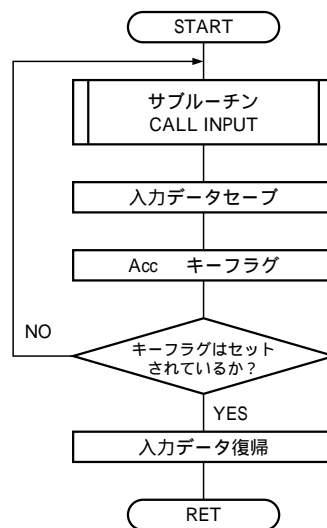 START
サブルーチン
CALL INPUT
入力データセーブ
Acc キーフラグ
キーフラグはセット
されているか？
NO
YES
入力データ復帰
RET